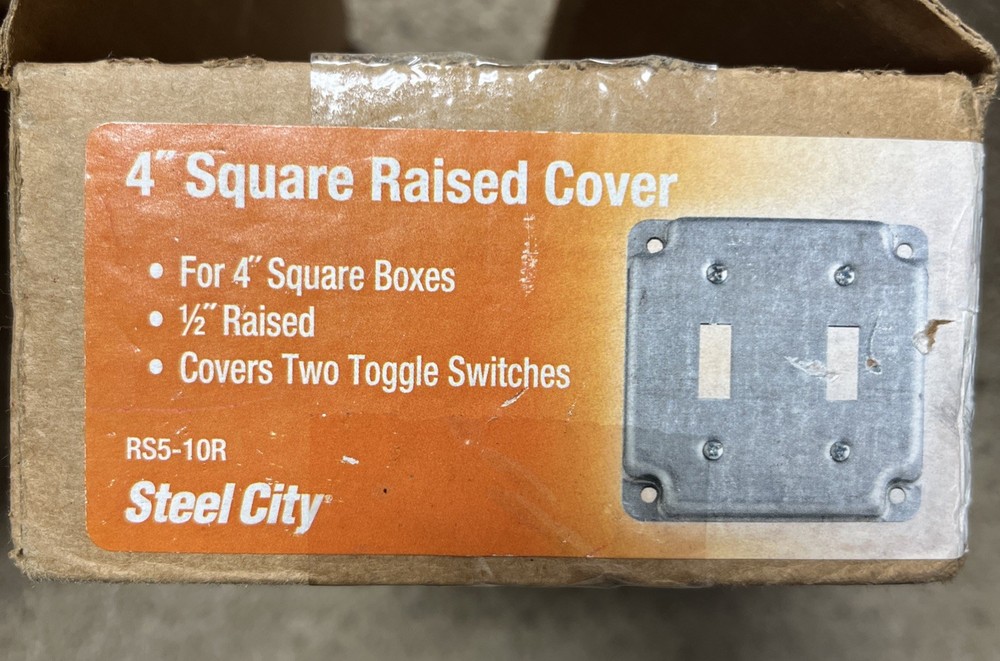 4″ Square Raised Cover
• For 4″ Square Boxes
• ½″ Raised
• Covers Two Toggle Switches
RS5-10R
Steel City®